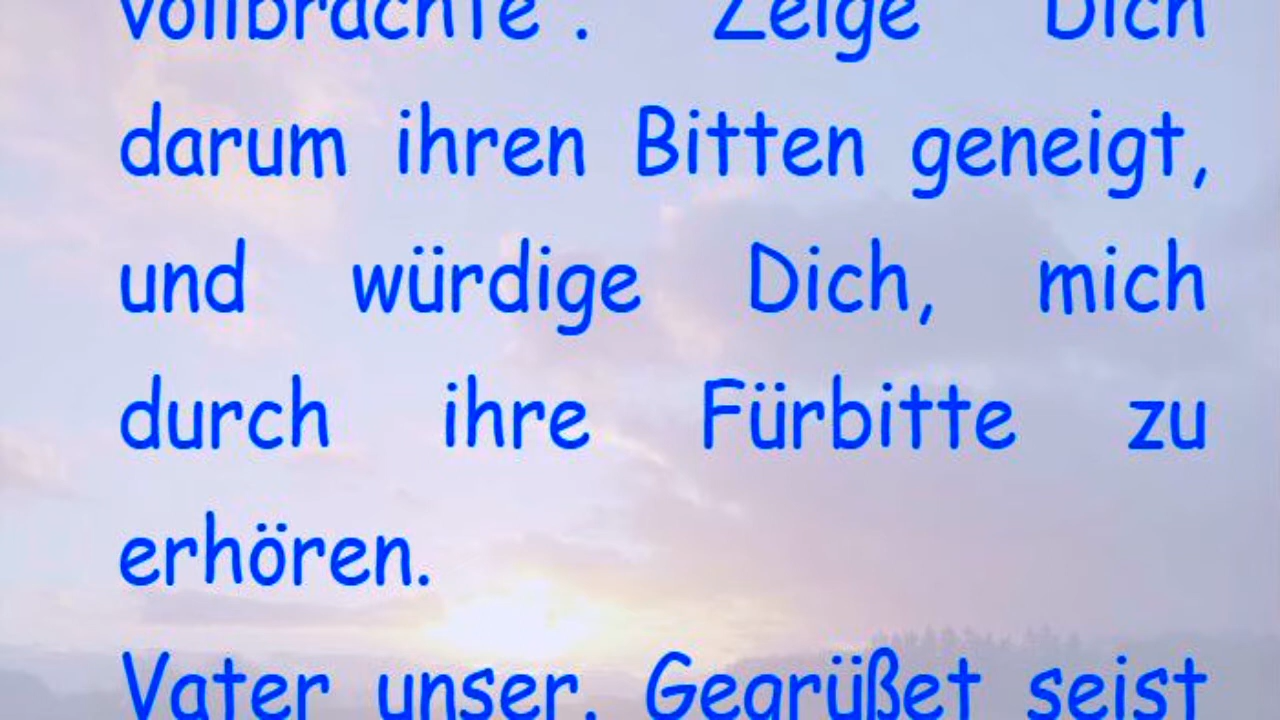 vollbrachte . Zeige Dich
darum ihren Bitten geneigt,
und würdige Dich, mich
durch ihre Fürbitte zu
erhören.
Vater unser. Gegrüßet seist